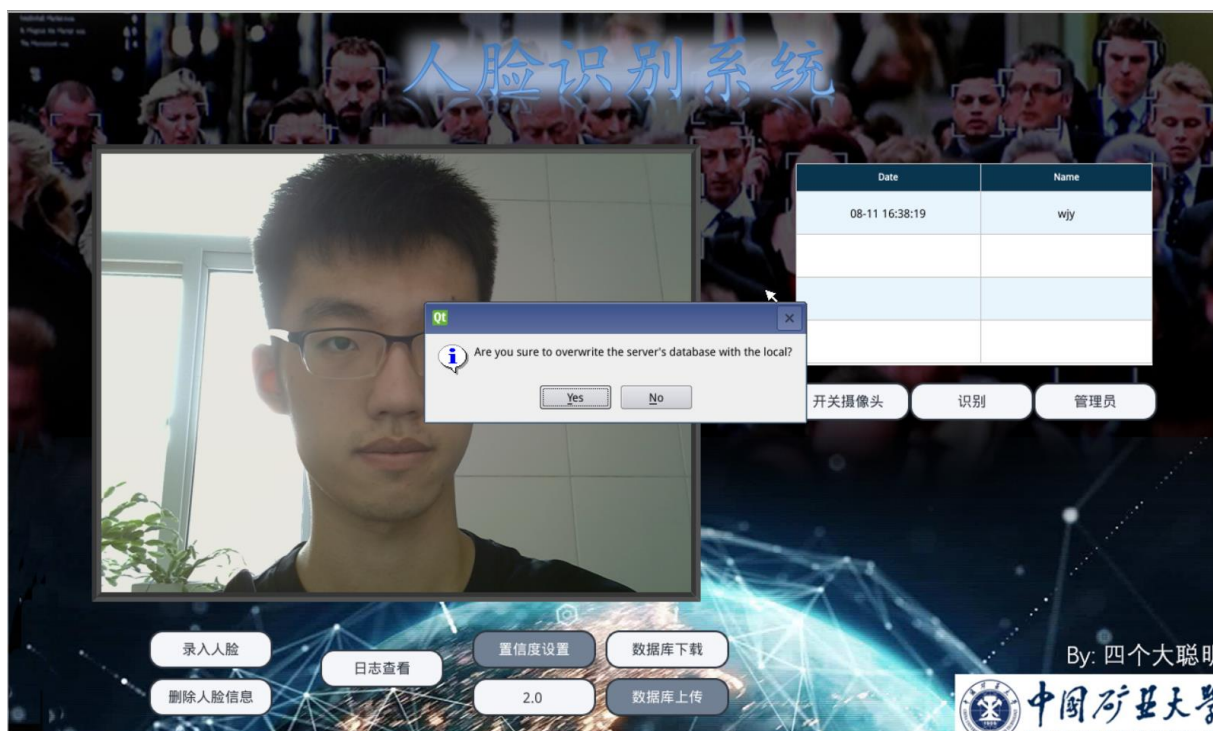 人脸识别系统
Date Name
08-11 16:38:19 wjy
Qt
Are you sure to overwrite the server's database with the local?
Yes No
开关摄像头 识别 管理员
录入人脸 置信度设置 数据库下载
日志查看
删除人脸信息 2.0 数据库上传
By: 四个大聪明
中国矿业大学